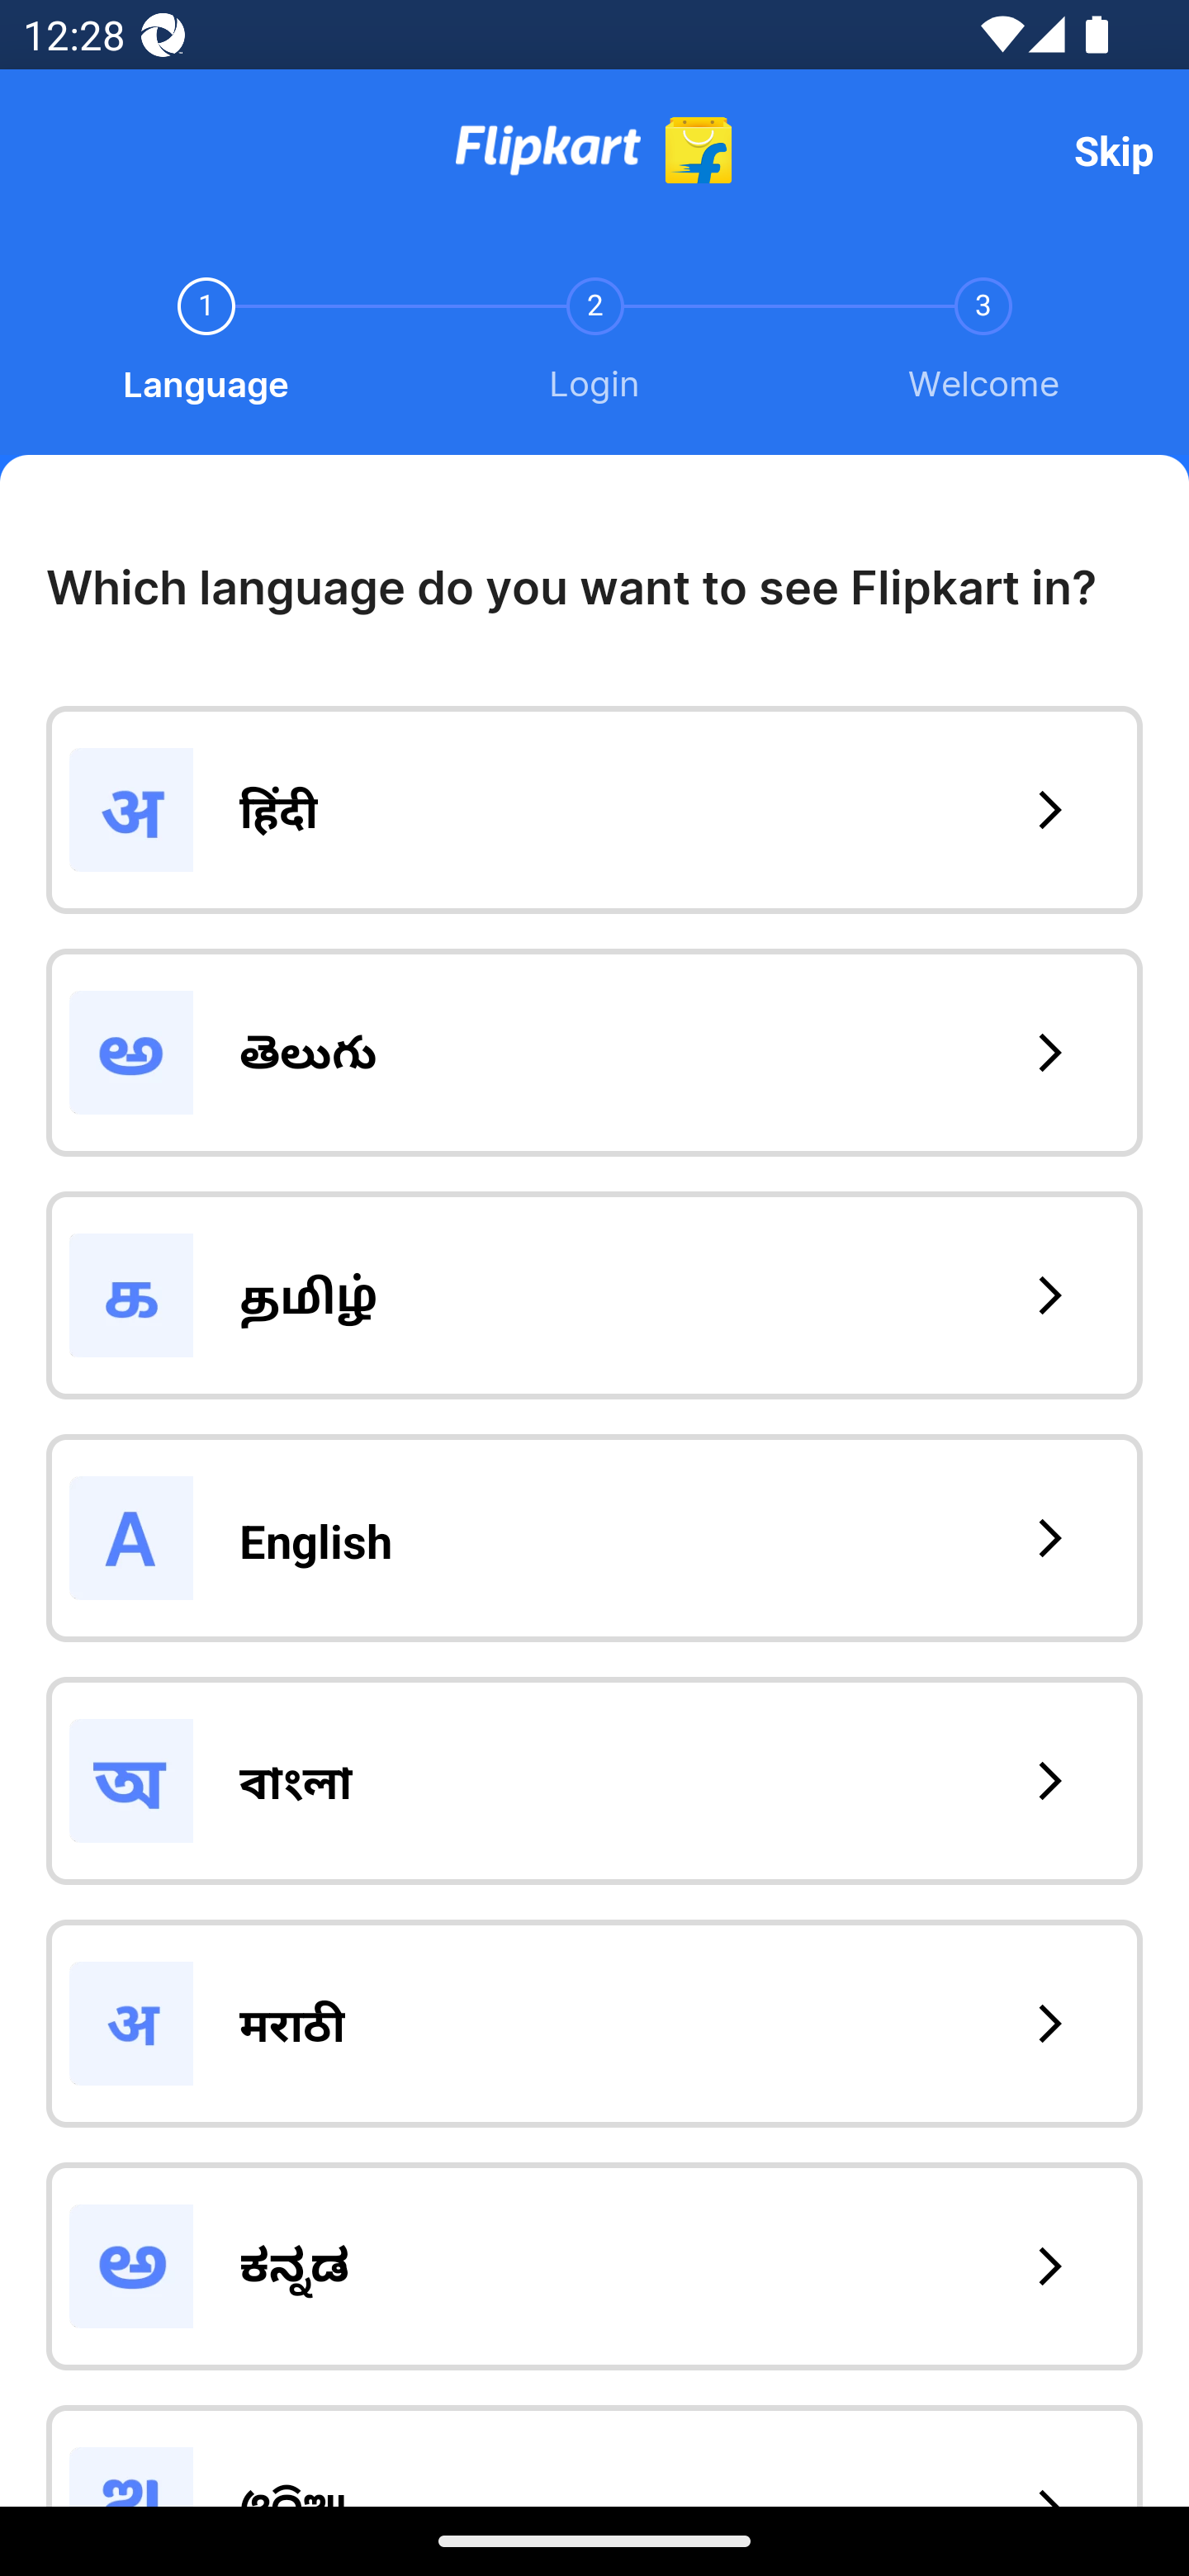 12:28
Flipkart
Skip
1 2 3
Language Login Welcome
Which language do you want to see Flipkart in?
अ हिंदी
అ తెలుగు
க தமிழ்
A English
অ বাংলা
अ मराठी
ಅ ಕನ್ನಡ
ଅ ଓଡ଼ିଆ